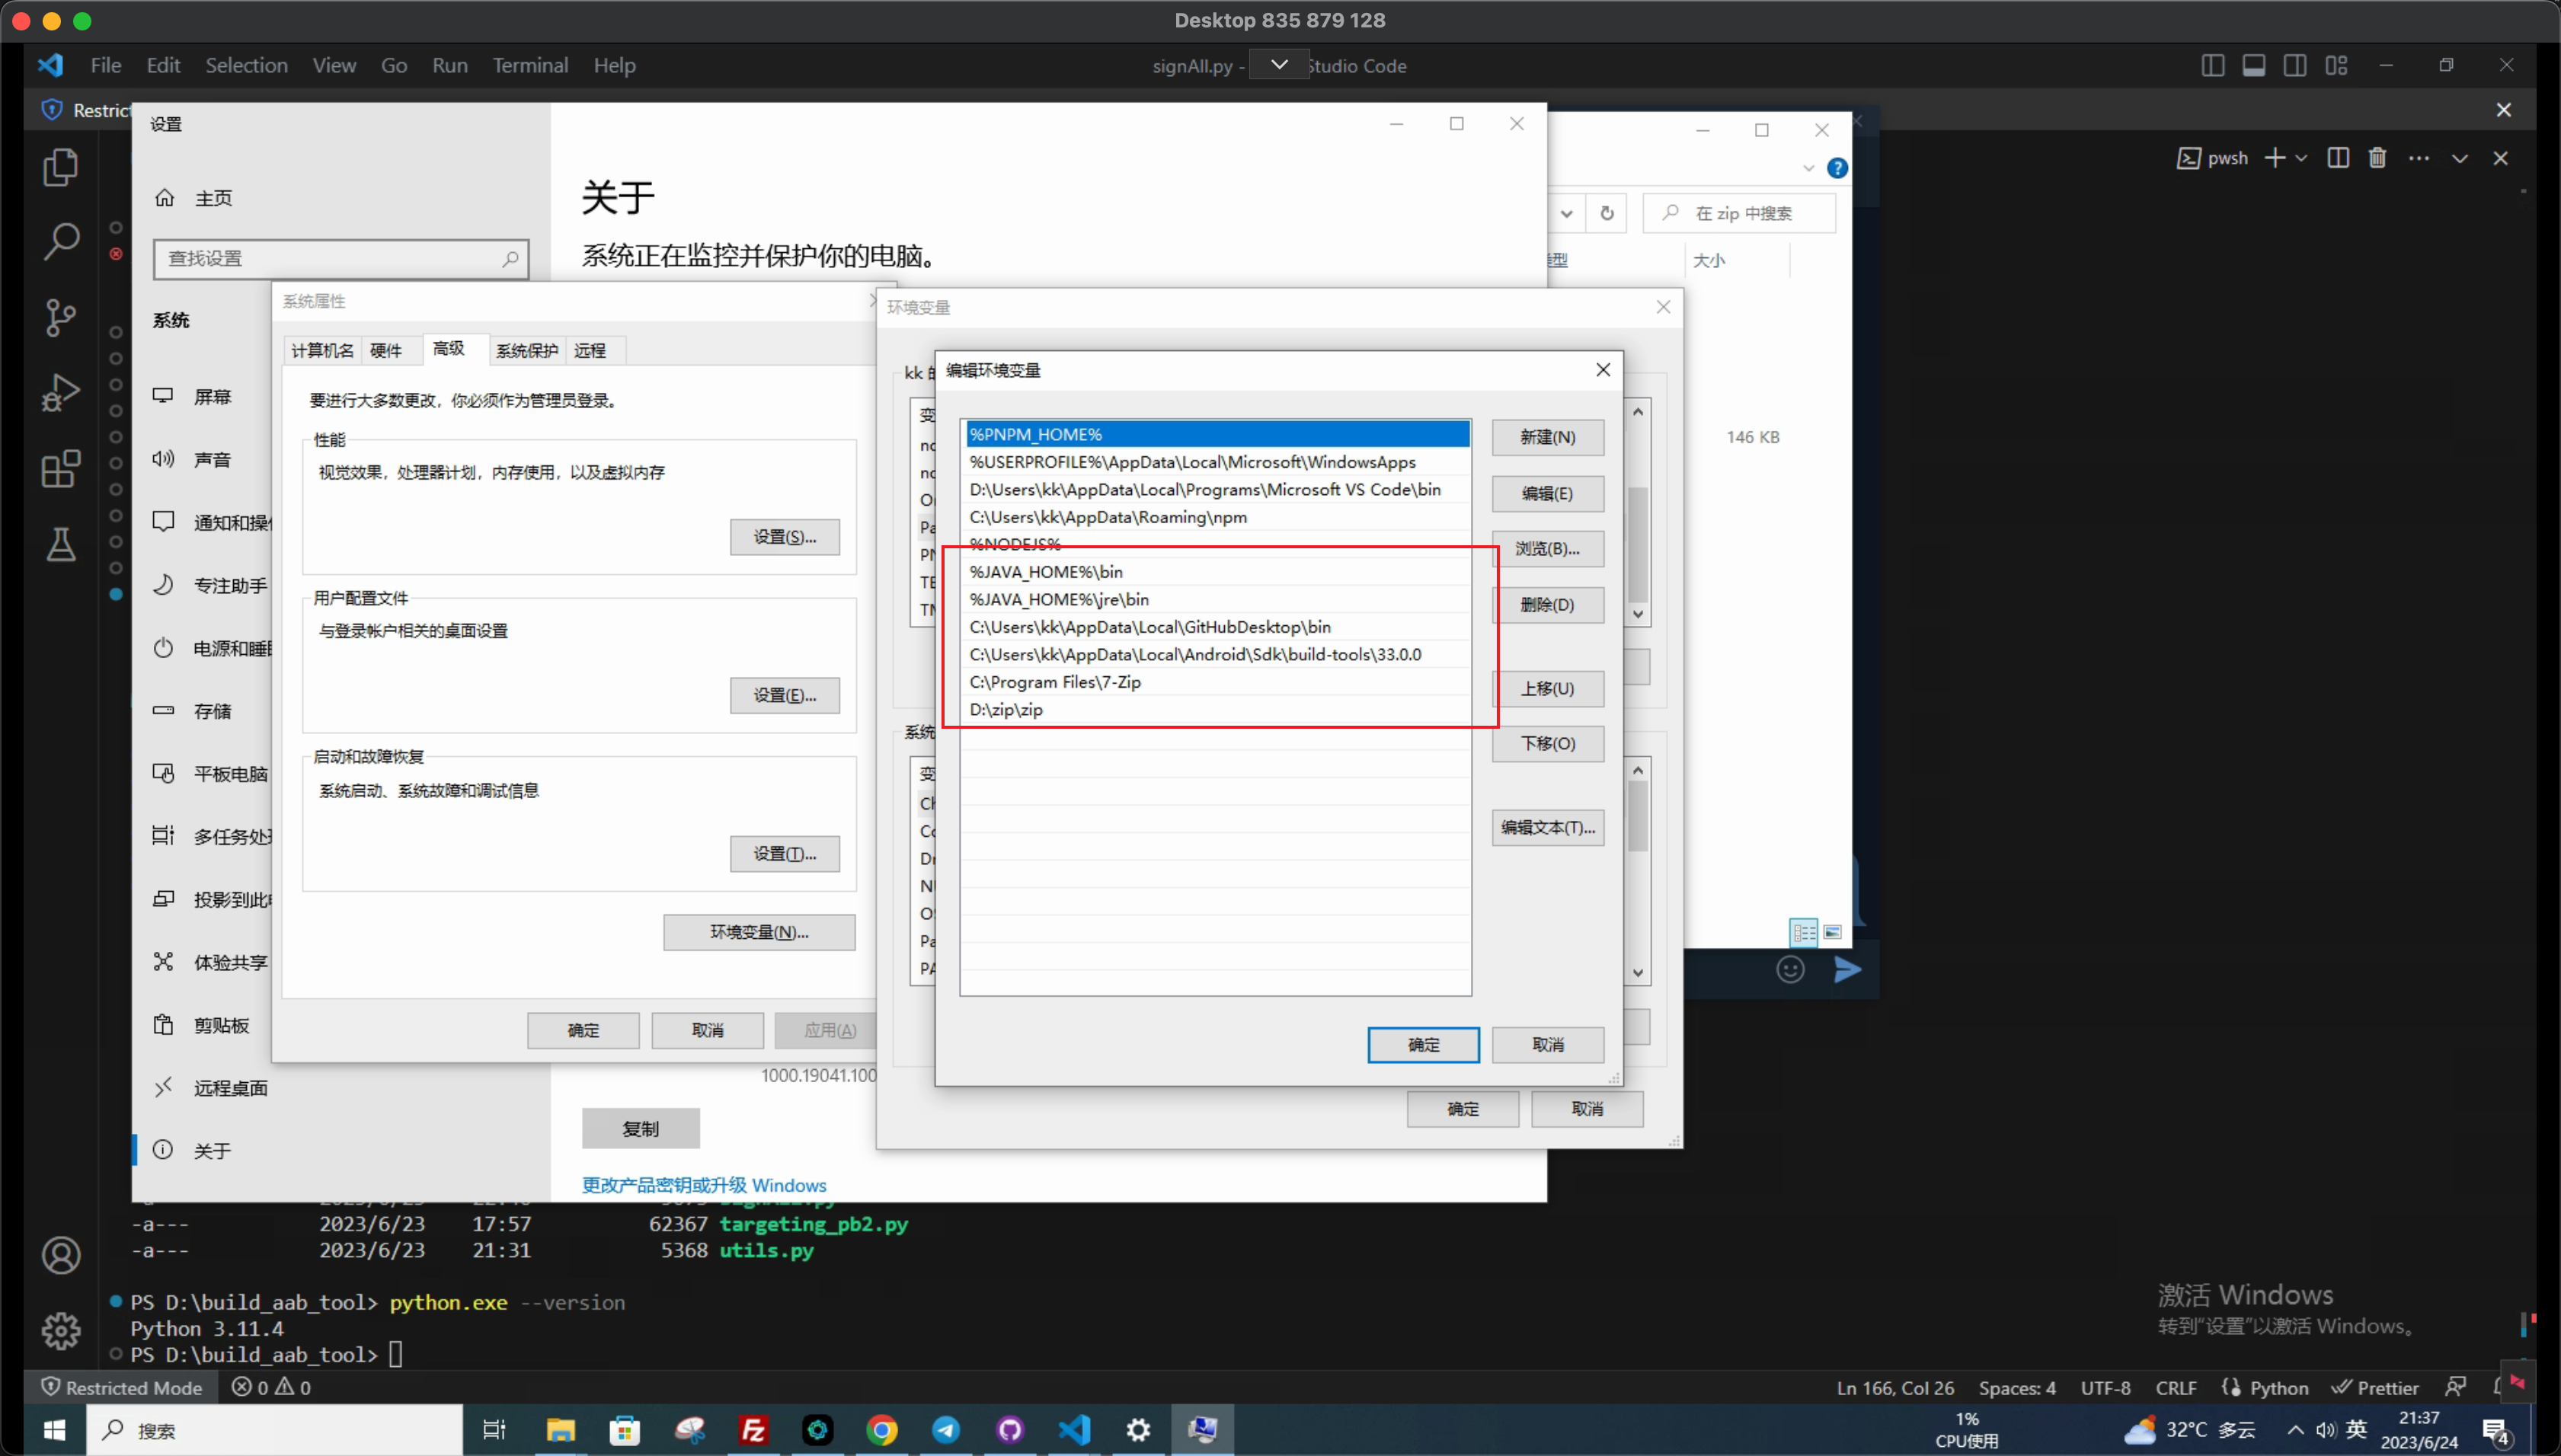 Desktop 835 879 128
File Edit Selection View Go Run Terminal Help
signAll.py - Studio Code
设置
主页
查找设置
系统
屏幕
声音
通知和操
专注助手
电源和睡
存储
平板电脑
多任务处
投影到此
体验共享
剪贴板
远程桌面
关于
关于
系统正在监控并保护你的电脑。
1000.19041.100
复制
更改产品密钥或升级 Windows
在 zip 中搜索
大小
146 KB
pwsh
系统属性
计算机名 硬件 高级 系统保护 远程
要进行大多数更改，你必须作为管理员登录。
性能
视觉效果，处理器计划，内存使用，以及虚拟内存
设置(S)...
用户配置文件
与登录帐户相关的桌面设置
设置(E)...
启动和故障恢复
系统启动、系统故障和调试信息
设置(T)...
环境变量(N)...
确定 取消 应用(A)
环境变量
kk
系统
确定 取消
编辑环境变量
%PNPM_HOME%
%USERPROFILE%\AppData\Local\Microsoft\WindowsApps
D:\Users\kk\AppData\Local\Programs\Microsoft VS Code\bin
C:\Users\kk\AppData\Roaming\npm
%NODEJS%
%JAVA_HOME%\bin
%JAVA_HOME%\jre\bin
C:\Users\kk\AppData\Local\GitHubDesktop\bin
C:\Users\kk\AppData\Local\Android\Sdk\build-tools\33.0.0
C:\Program Files\7-Zip
D:\zip\zip
新建(N)
编辑(E)
浏览(B)...
删除(D)
上移(U)
下移(O)
编辑文本(T)...
确定 取消
-a--- 2023/6/23 17:57 62367 targeting_pb2.py
-a--- 2023/6/23 21:31 5368 utils.py
PS D:\build_aab_tool> python.exe --version
Python 3.11.4
PS D:\build_aab_tool>
激活 Windows
转到"设置"以激活 Windows。
Restricted Mode 0 0
Ln 166, Col 26 Spaces: 4 UTF-8 CRLF Python Prettier
搜索
1%
CPU使用
32°C 多云
英
21:37
2023/6/24
4